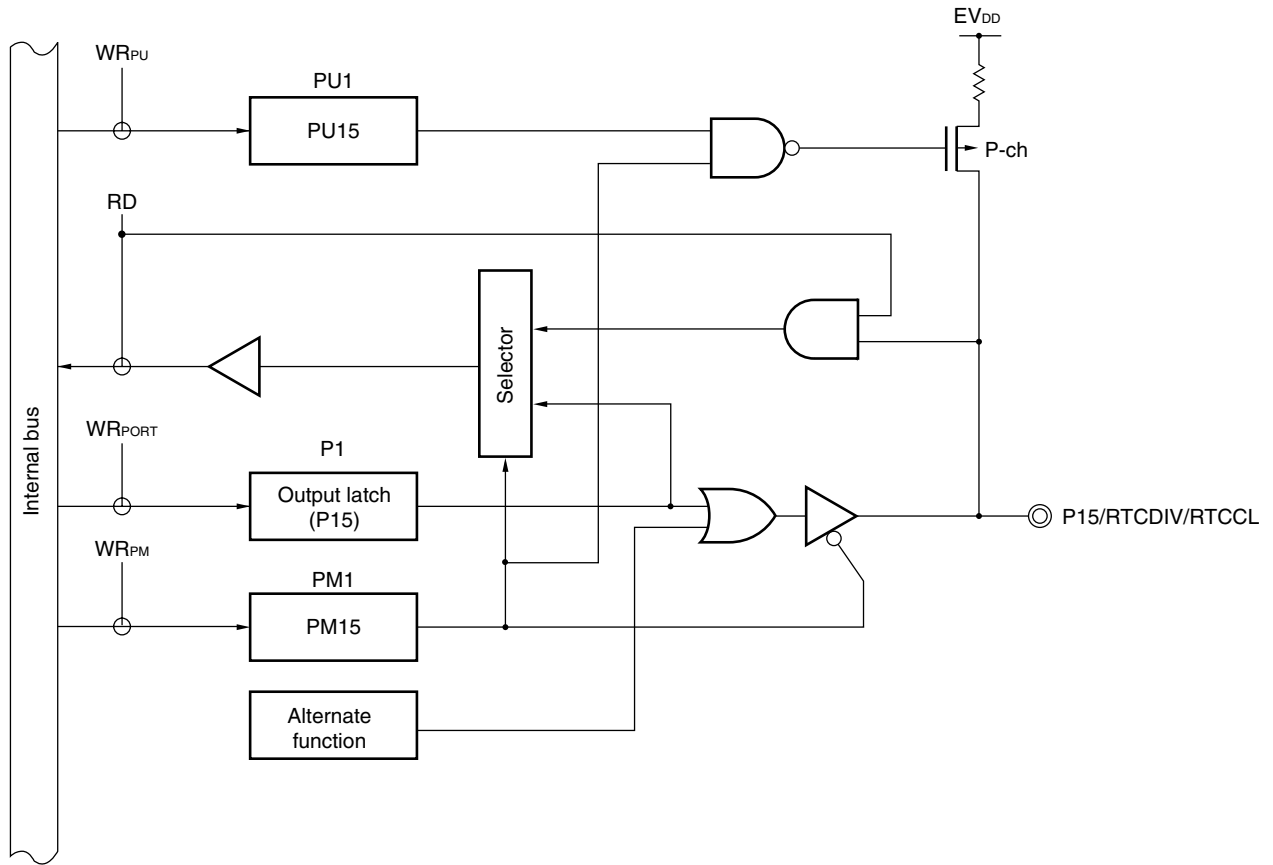 EVDD
WRPU
PU1
PU15
P-ch
RD
Selector
Internal bus
WRPORT
P1
Output latch
(P15)
P15/RTCDIV/RTCCL
WRPM
PM1
PM15
Alternate
function